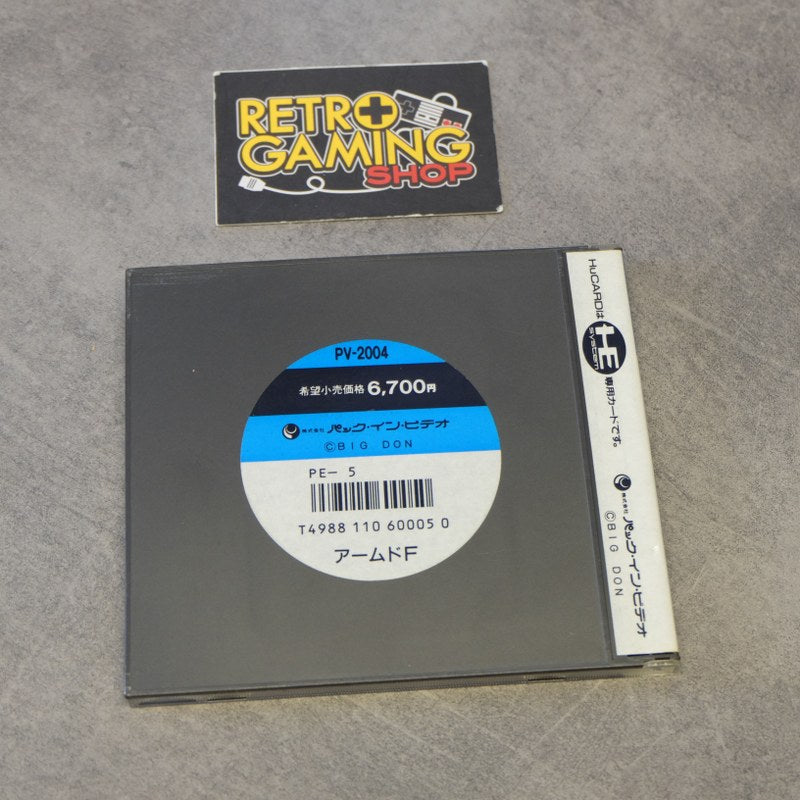 RETRO
GAMING
SHOP
PV-2004
希望小売価格 6,700円
株式会社 パック・イン・ビデオ
©BIG DON
PE- 5
T4988 110 60005 0
アームドF
HuCARDは HE SYSTEM 専用カードです。
株式会社 パック・イン・ビデオ
©BIG DON